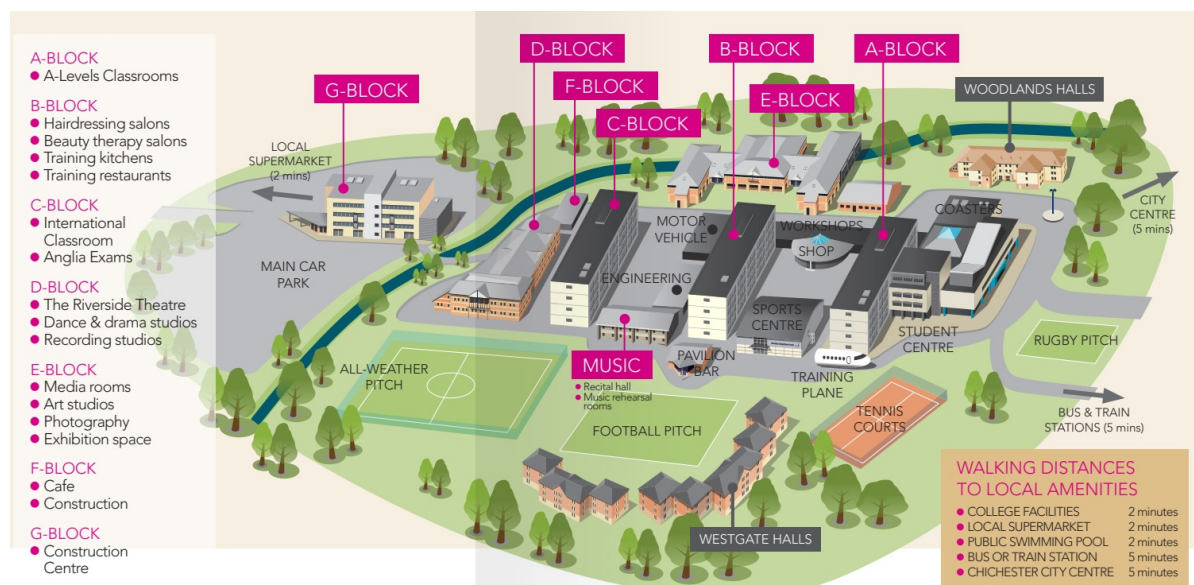 A-BLOCK
A-Levels Classrooms
B-BLOCK
Hairdressing salons
Beauty therapy salons
Training kitchens
Training restaurants
C-BLOCK
International
Classroom
Anglia Exams
D-BLOCK
The Riverside Theatre
Dance & drama studios
Recording studios
E-BLOCK
Media rooms
Art studios
Photography
Exhibition space
F-BLOCK
Cafe
Construction
G-BLOCK
Construction
Centre
D-BLOCK
B-BLOCK
A-BLOCK
G-BLOCK
F-BLOCK
E-BLOCK
C-BLOCK
WOODLANDS HALLS
LOCAL
SUPERMARKET
(2 mins)
CITY
CENTRE
(5 mins)
MAIN CAR
PARK
MOTOR
VEHICLE
WORKSHOPS
SHOP
COASTERS
ENGINEERING
SPORTS
CENTRE
STUDENT
CENTRE
RUGBY PITCH
ALL-WEATHER
PITCH
MUSIC
Recital hall
Music rehearsal
rooms
PAVILION
BAR
TRAINING
PLANE
TENNIS
COURTS
BUS & TRAIN
STATIONS (5 mins)
FOOTBALL PITCH
WESTGATE HALLS
WALKING DISTANCES
TO LOCAL AMENITIES
COLLEGE FACILITIES 2 minutes
LOCAL SUPERMARKET 2 minutes
PUBLIC SWIMMING POOL 2 minutes
BUS OR TRAIN STATION 5 minutes
CHICHESTER CITY CENTRE 5 minutes